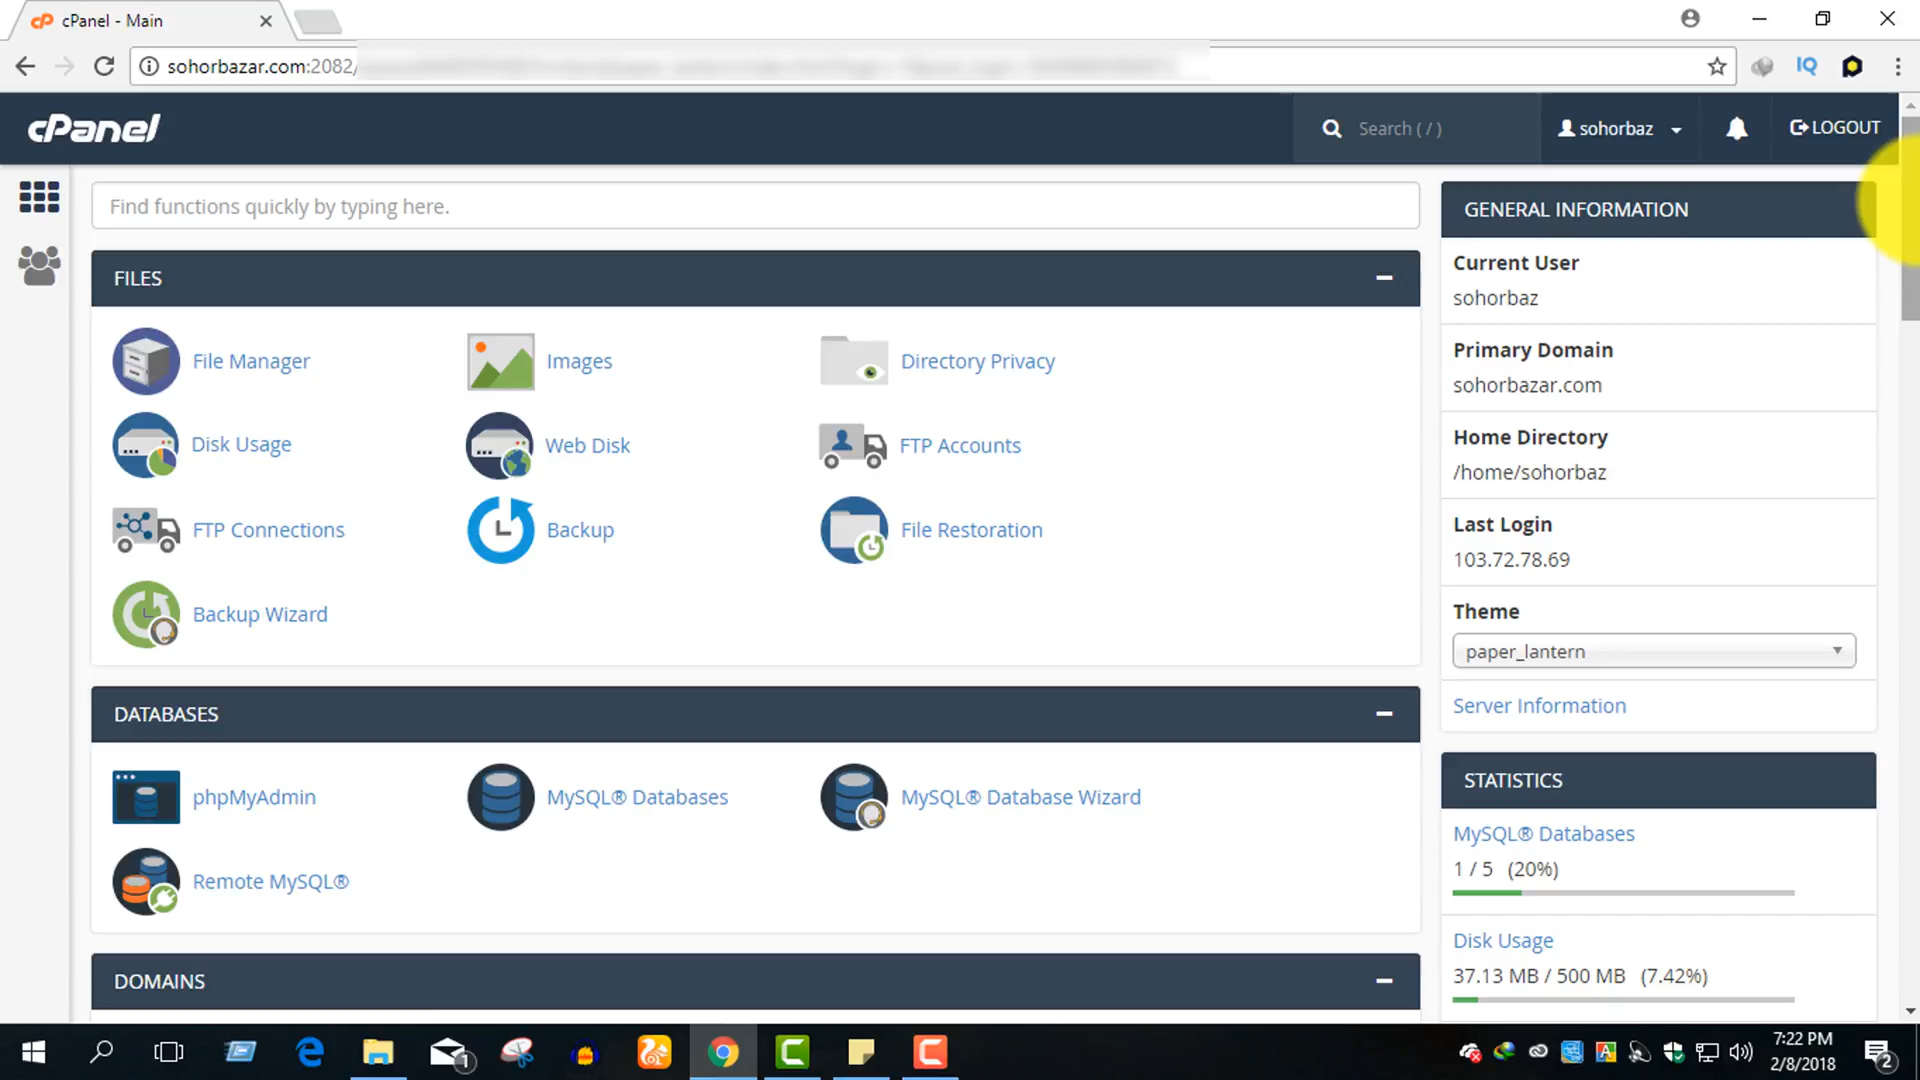 cPanel - Main
sohorbazar.com:2082/
IQ
cPanel
Search ( / )
sohorbaz
LOGOUT
Find functions quickly by typing here.
FILES
File Manager
Images
Directory Privacy
Disk Usage
Web Disk
FTP Accounts
FTP Connections
Backup
File Restoration
Backup Wizard
DATABASES
phpMyAdmin
MySQL® Databases
MySQL® Database Wizard
Remote MySQL®
DOMAINS
GENERAL INFORMATION
Current User
sohorbaz
Primary Domain
sohorbazar.com
Home Directory
/home/sohorbaz
Last Login
103.72.78.69
Theme
paper_lantern
Server Information
STATISTICS
MySQL® Databases
1 / 5 (20%)
Disk Usage
37.13 MB / 500 MB (7.42%)
1
7:22 PM
2/8/2018
2